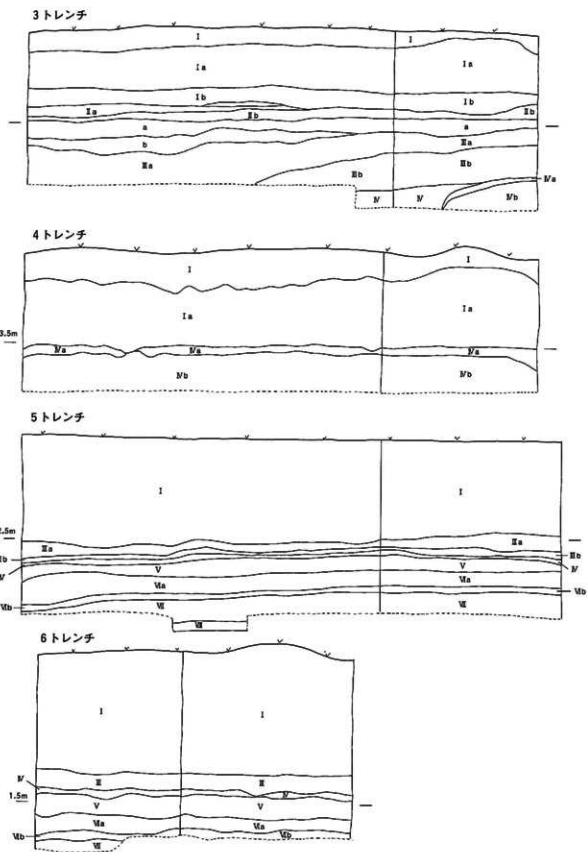 3トレンチ
I I
Ia Ia
Ib Ib
Ⅱa Ⅱb Ⅱb
a a
b Ⅲa
Ⅲa Ⅲb Ⅲb
Ⅳa
Ⅳ Ⅳ Ⅳb
4トレンチ
I I
Ia Ia
3.5m
Ⅳa Ⅳa Ⅳa
Ⅳb Ⅳb
5トレンチ
I I
2.5m
Ⅲa Ⅲa
Ⅲb
V V Ⅳ
Ⅵa Ⅵa
Ⅵb Ⅵb
Ⅶ Ⅶ
6トレンチ
I I
Ⅲ Ⅲ
Ⅳ Ⅳ
1.5m
V V
Ⅵa Ⅵa
Ⅵb Ⅵb
Ⅶ